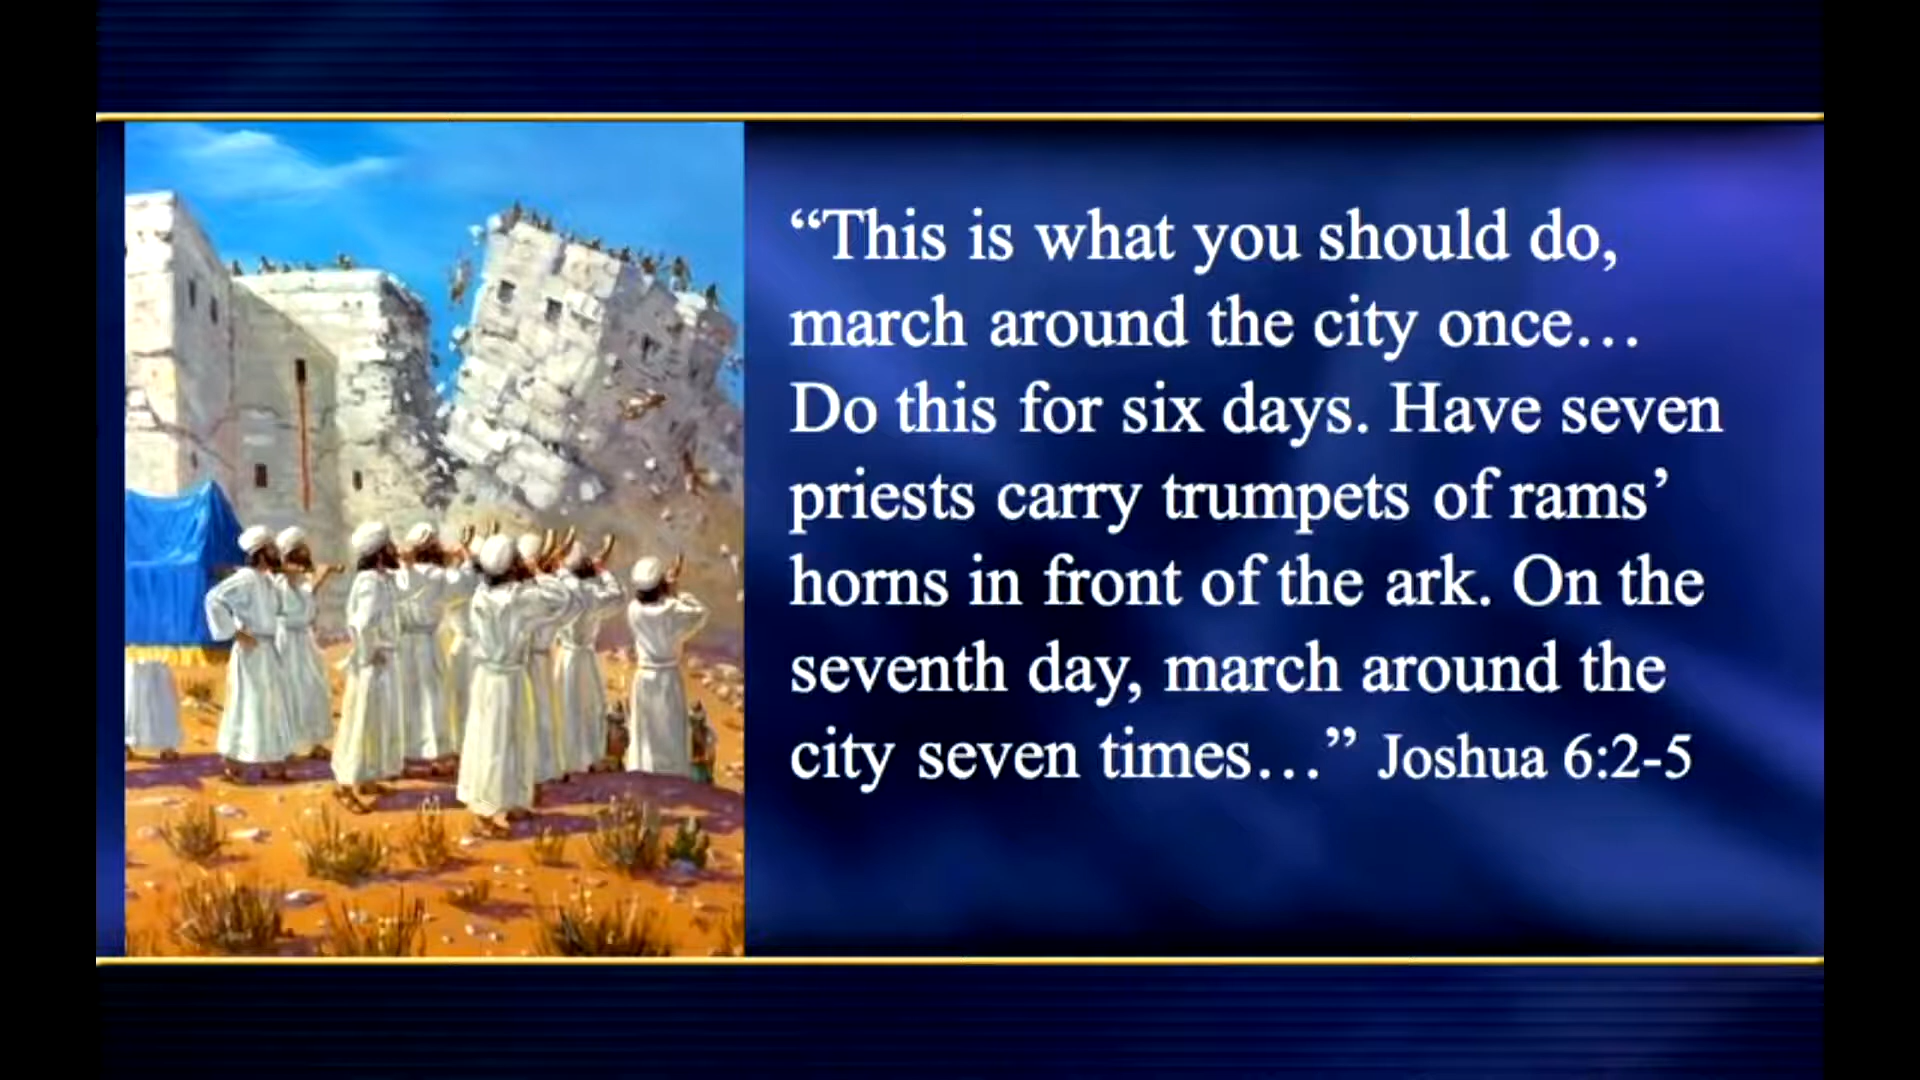 “This is what you should do,
march around the city once…
Do this for six days. Have seven
priests carry trumpets of rams’
horns in front of the ark. On the
seventh day, march around the
city seven times…” Joshua 6:2-5